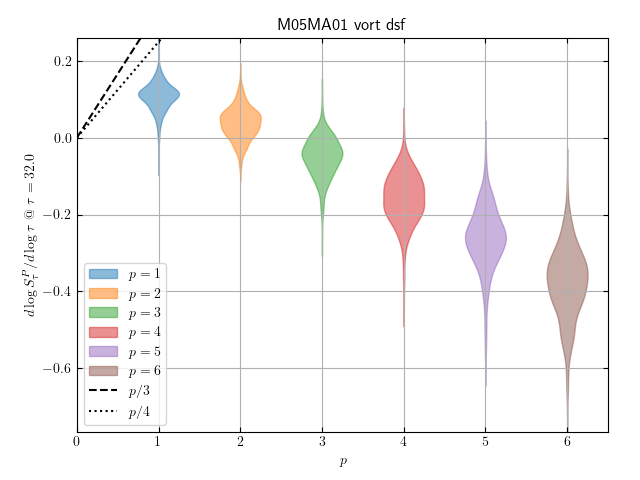 M05MA01 vort dsf
d log S_τ^P / d log τ @ τ = 32.0
0.2
0.0
−0.2
−0.4
−0.6
p = 1
p = 2
p = 3
p = 4
p = 5
p = 6
p/3
p/4
0 1 2 3 4 5 6
p